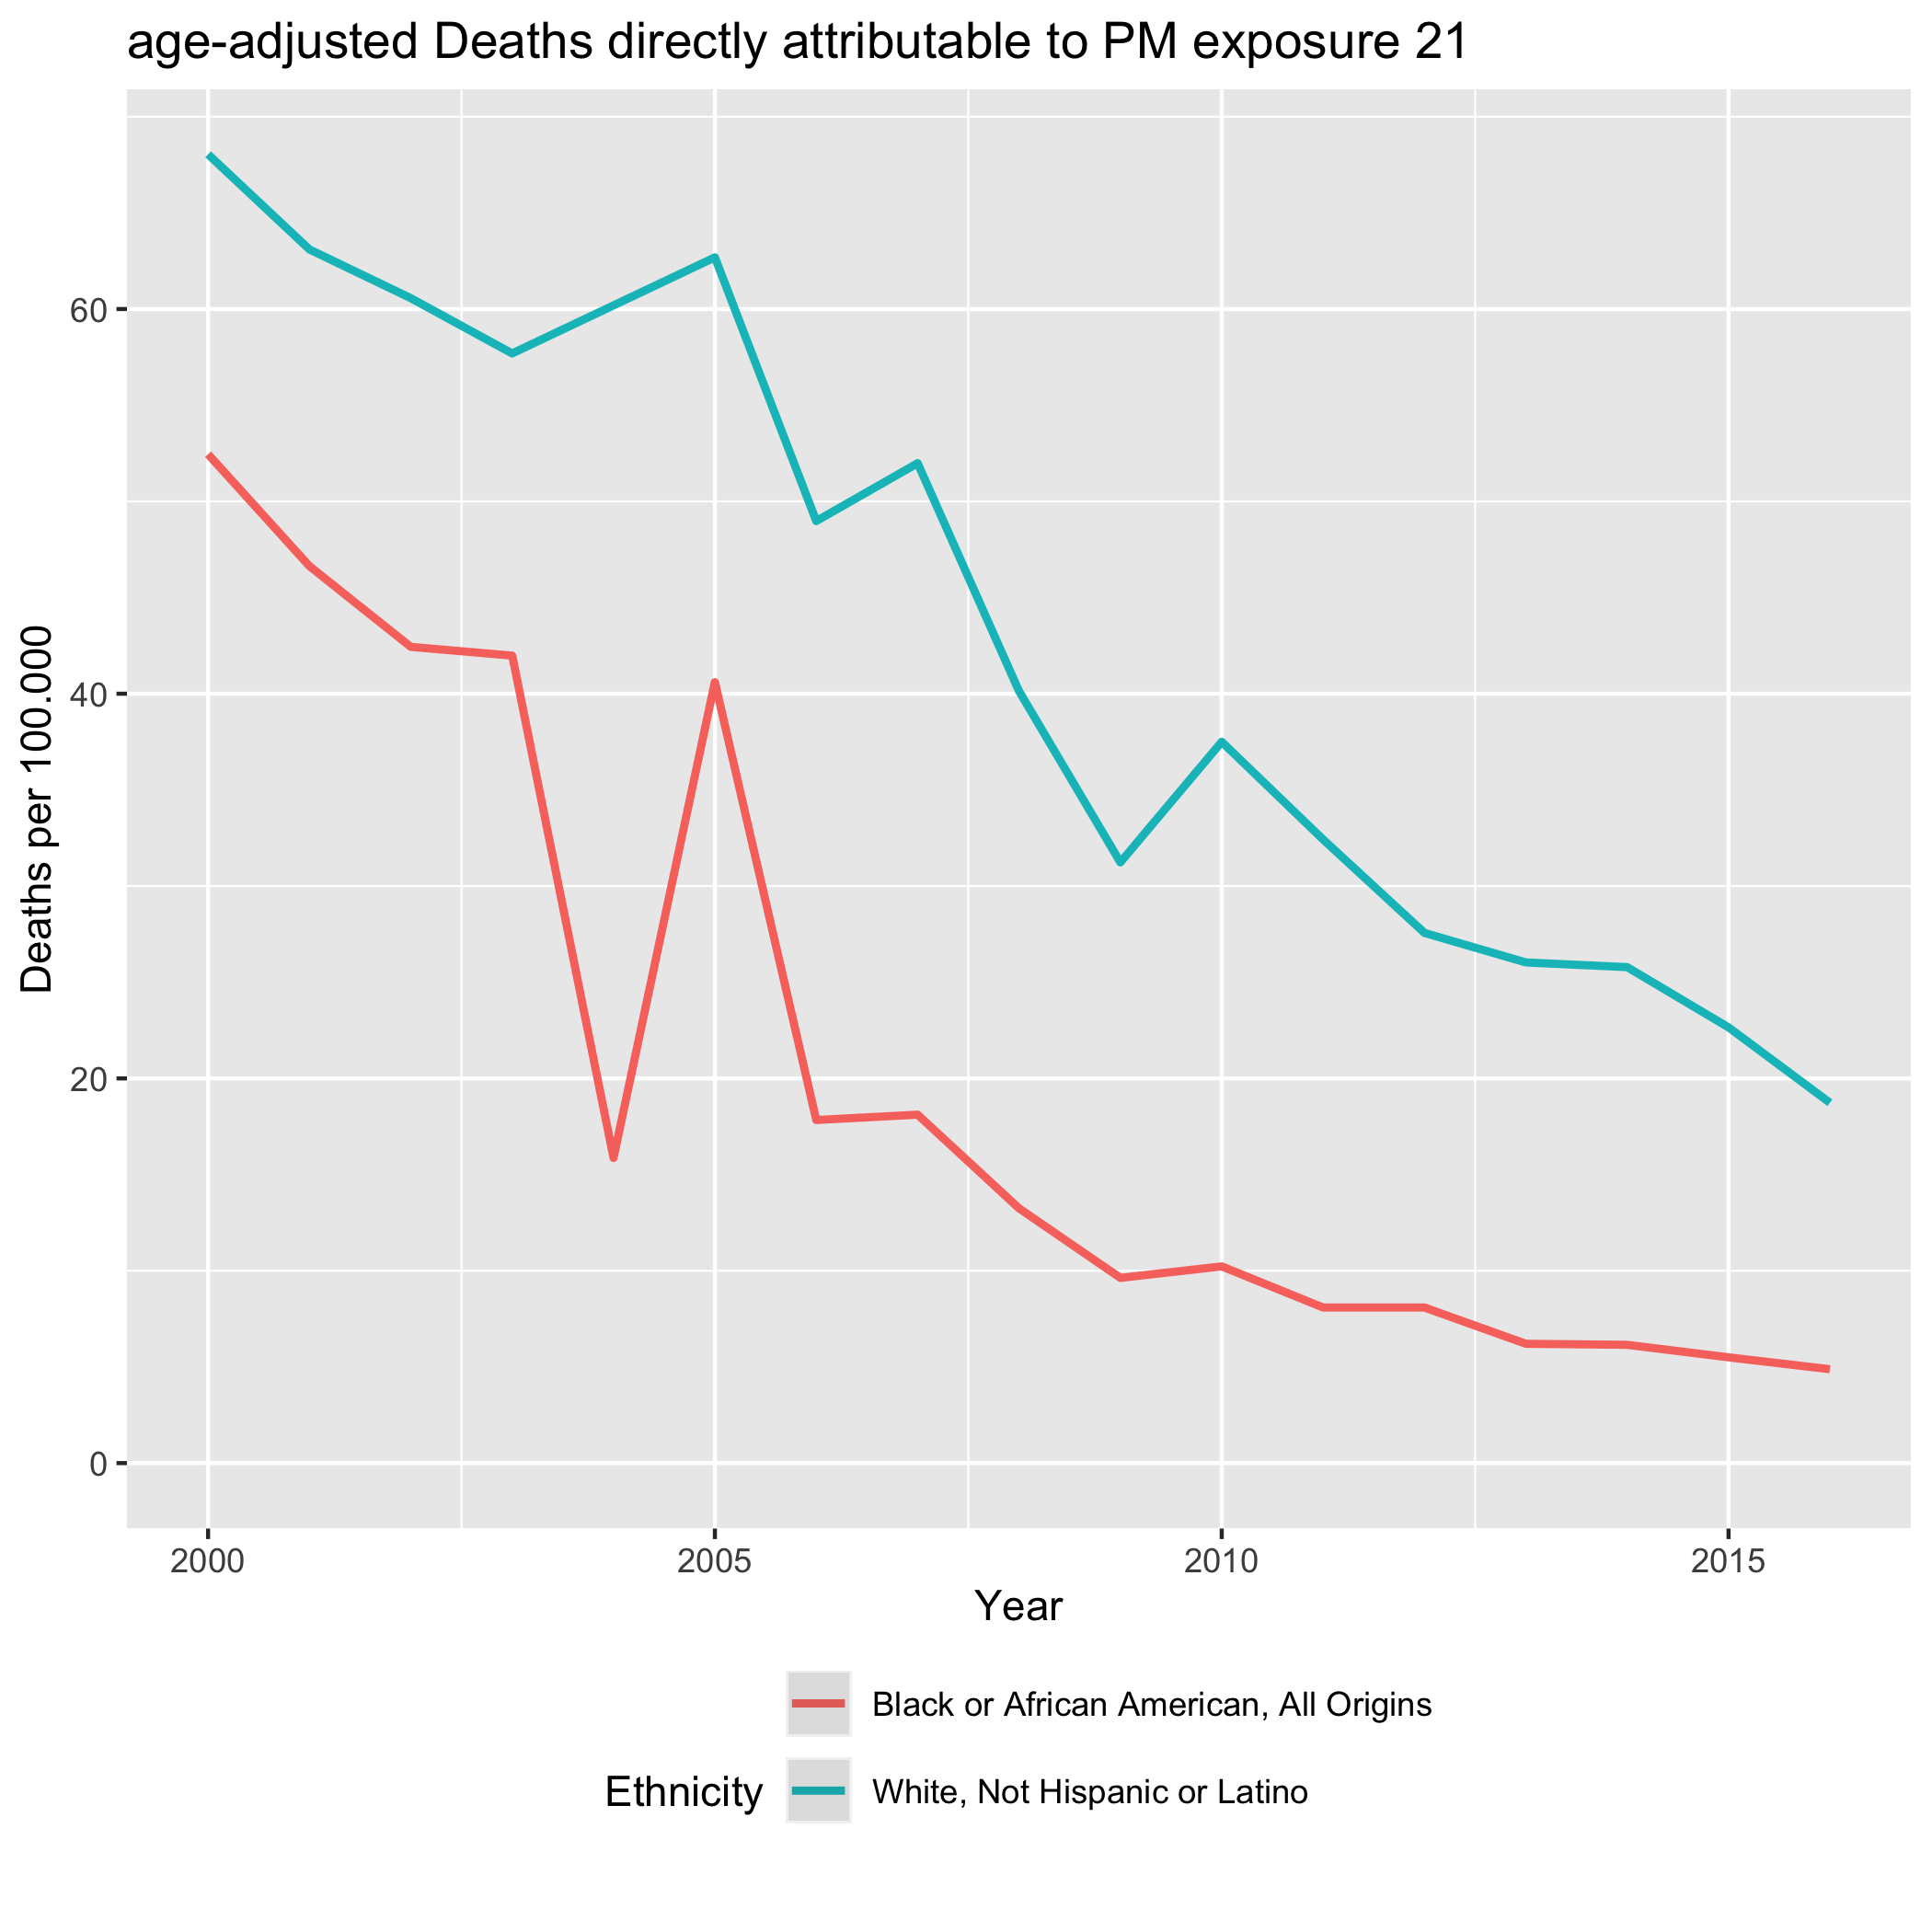 age-adjusted Deaths directly attributable to PM exposure 21
Deaths per 100.000
60
40
20
0
2000 2005 2010 2015
Year
Ethnicity
Black or African American, All Origins
White, Not Hispanic or Latino